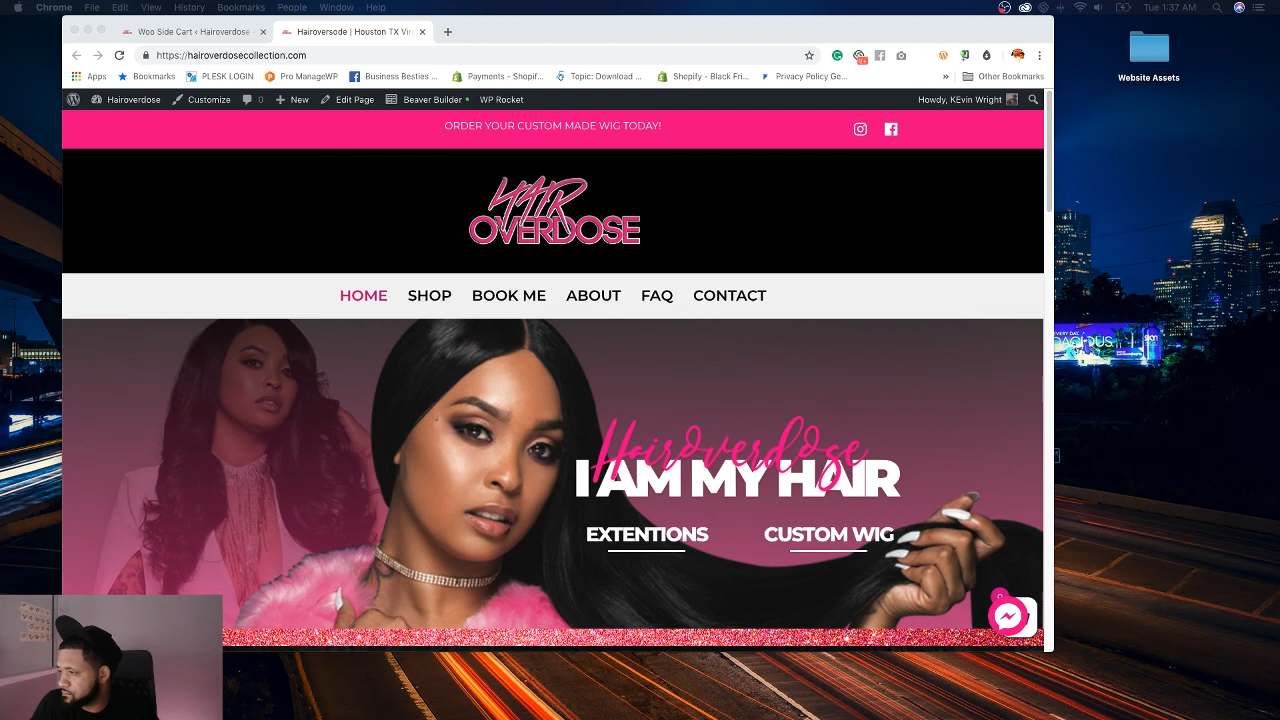 Chrome File Edit View History Bookmarks People Window Help Tue 1:37 AM
Woo Side Cart ‹ Hairoverdose Hairoversode | Houston TX Vir
https://hairoverdosecollection.com
Apps Bookmarks PLESK LOGIN Pro ManageWP Business Besties ... Payments - Shopif... Topic: Download ... Shopify - Black Fri... Privacy Policy Ge... » Other Bookmarks
Hairoverdose Customize 0 New Edit Page Beaver Builder WP Rocket Howdy, KEvin Wright
Website Assets
ORDER YOUR CUSTOM MADE WIG TODAY!
HAIR
OVERDOSE
HOME SHOP BOOK ME ABOUT FAQ CONTACT
Hairoverdose
I AM MY HAIR
EXTENTIONS CUSTOM WIG